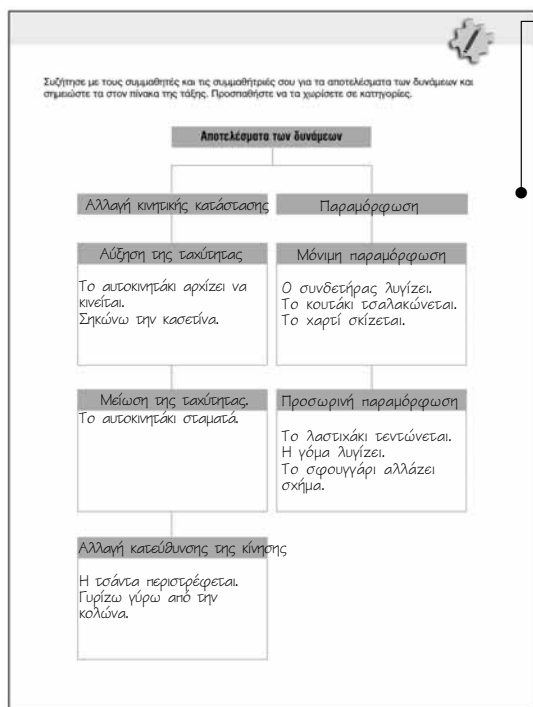 Συζήτησε με τους συμμαθητές και τις συμμαθήτριές σου για τα αποτελέσματα των δυνάμεων και
σημειώστε τα στον πίνακα της τάξης. Προσπαθήστε να τα χωρίσετε σε κατηγορίες.
Αποτελέσματα των δυνάμεων
Αλλαγή κινητικής κατάστασης
Αύξηση της ταχύτητας
Το αυτοκινητάκι αρχίζει να
κινείται.
Σηκώνω την κασετίνα.
Μείωση της ταχύτητας.
Το αυτοκινητάκι σταματά.
Αλλαγή κατεύθυνσης της κίνησης
Η τσάντα περιστρέφεται.
Γυρίζω γύρω από την
κολώνα.
Παραμόρφωση
Μόνιμη παραμόρφωση
Ο συνδετήρας λυγίζει.
Το κουτάκι τσαλακώνεται.
Το χαρτί σκίζεται.
Προσωρινή παραμόρφωση
Το λαστιχάκι τεντώνεται.
Η γόμα λυγίζει.
Το σφουγγάρι αλλάζει
σχήμα.